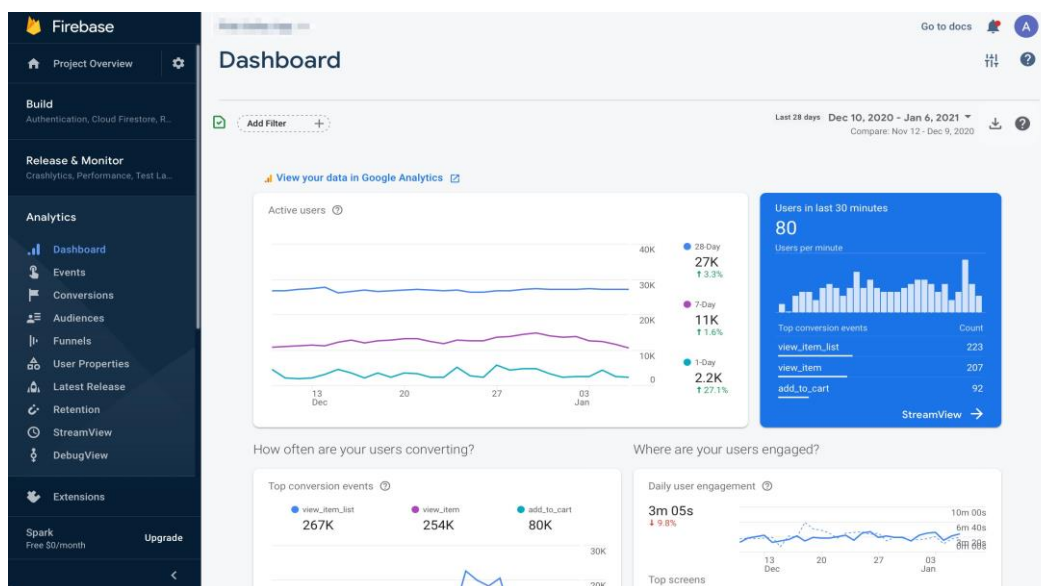 Firebase
Go to docs
A
Project Overview
Dashboard
Build
Authentication, Cloud Firestore, R...
Add Filter +
Last 28 days Dec 10, 2020 - Jan 6, 2021
Compare: Nov 12 - Dec 9, 2020
Release & Monitor
Crashlytics, Performance, Test La...
Analytics
Dashboard
Events
Conversions
Audiences
Funnels
User Properties
Latest Release
Retention
StreamView
DebugView
Extensions
Spark
Free $0/month
Upgrade
View your data in Google Analytics
Active users
40K
30K
20K
10K
0
13
Dec
20
27
03
Jan
28-Day
27K
↑ 3.3%
7-Day
11K
↑ 1.6%
1-Day
2.2K
↑ 27.1%
Users in last 30 minutes
80
Users per minute
Top conversion events Count
view_item_list 223
view_item 207
add_to_cart 92
StreamView →
How often are your users converting?
Top conversion events
view_item_list view_item add_to_cart
267K 254K 80K
30K
20K
Where are your users engaged?
Daily user engagement
3m 05s
↓ 9.8%
10m 00s
6m 40s
13
Dec
20
27
03
Jan
Top screens